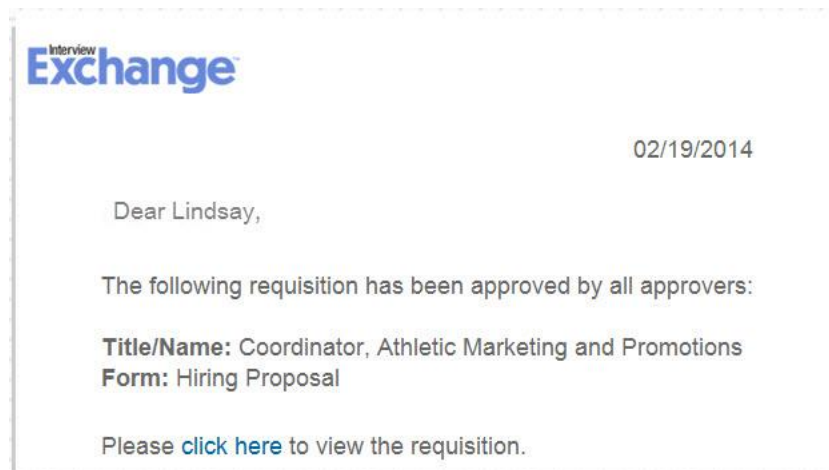 Interview
Exchange™
02/19/2014
Dear Lindsay,
The following requisition has been approved by all approvers:
Title/Name: Coordinator, Athletic Marketing and Promotions
Form: Hiring Proposal
Please click here to view the requisition.